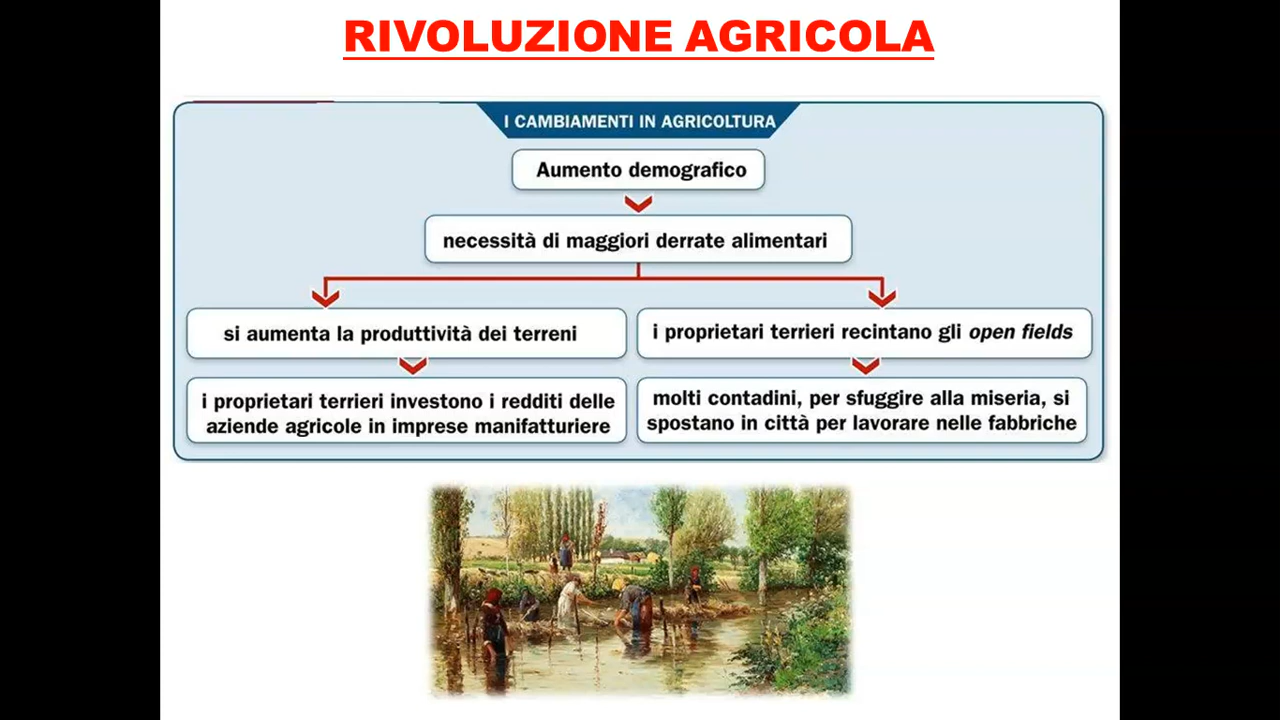 RIVOLUZIONE AGRICOLA
I CAMBIAMENTI IN AGRICOLTURA
Aumento demografico
necessità di maggiori derrate alimentari
si aumenta la produttività dei terreni
i proprietari terrieri recintano gli open fields
i proprietari terrieri investono i redditi delle
aziende agricole in imprese manifatturiere
molti contadini, per sfuggire alla miseria, si
spostano in città per lavorare nelle fabbriche